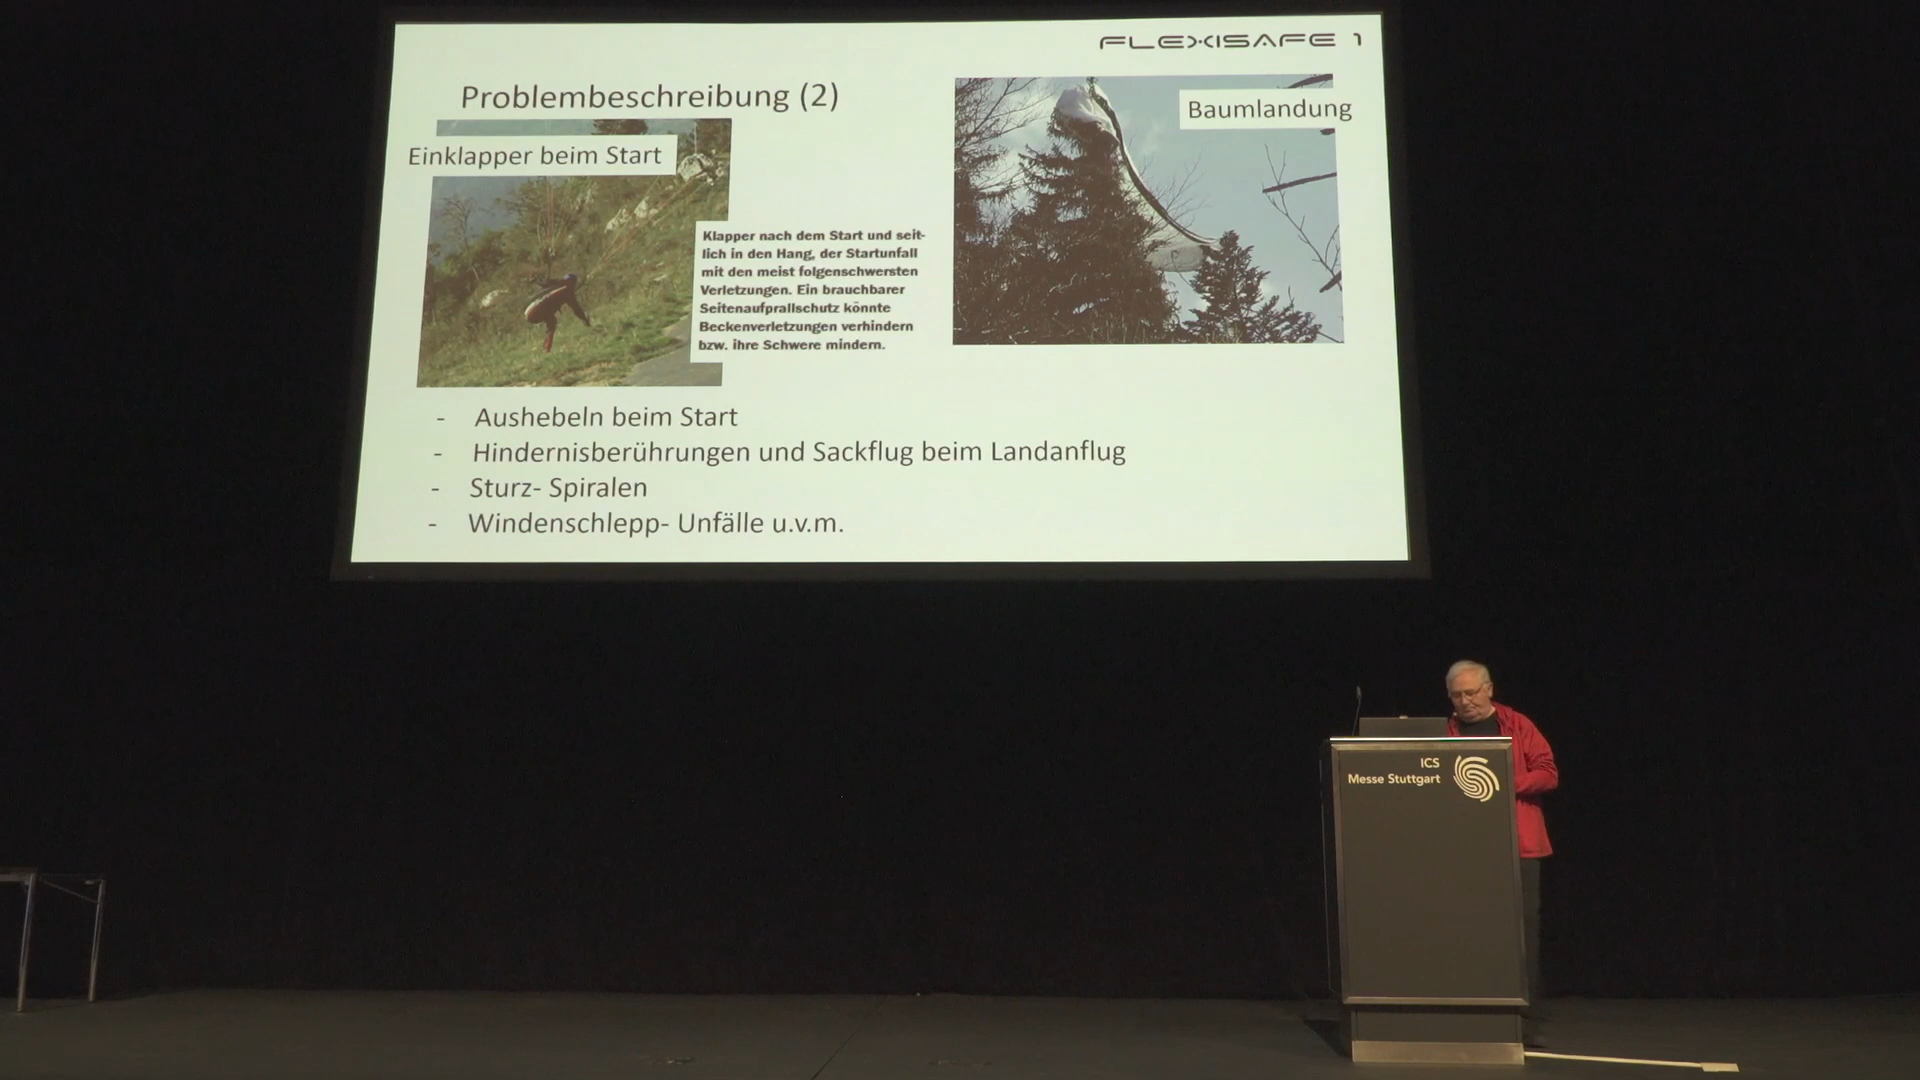 FLEXISAFE 1
Problembeschreibung (2)
Einklapper beim Start
Baumlandung
Klapper nach dem Start und seit-
lich in den Hang, der Startunfall
mit den meist folgenschwersten
Verletzungen. Ein brauchbarer
Seitenaufprallschutz könnte
Beckenverletzungen verhindern
bzw. ihre Schwere mindern.
- Aushebeln beim Start
- Hindernisberührungen und Sackflug beim Landanflug
- Sturz- Spiralen
- Windenschlepp- Unfälle u.v.m.
ICS
Messe Stuttgart